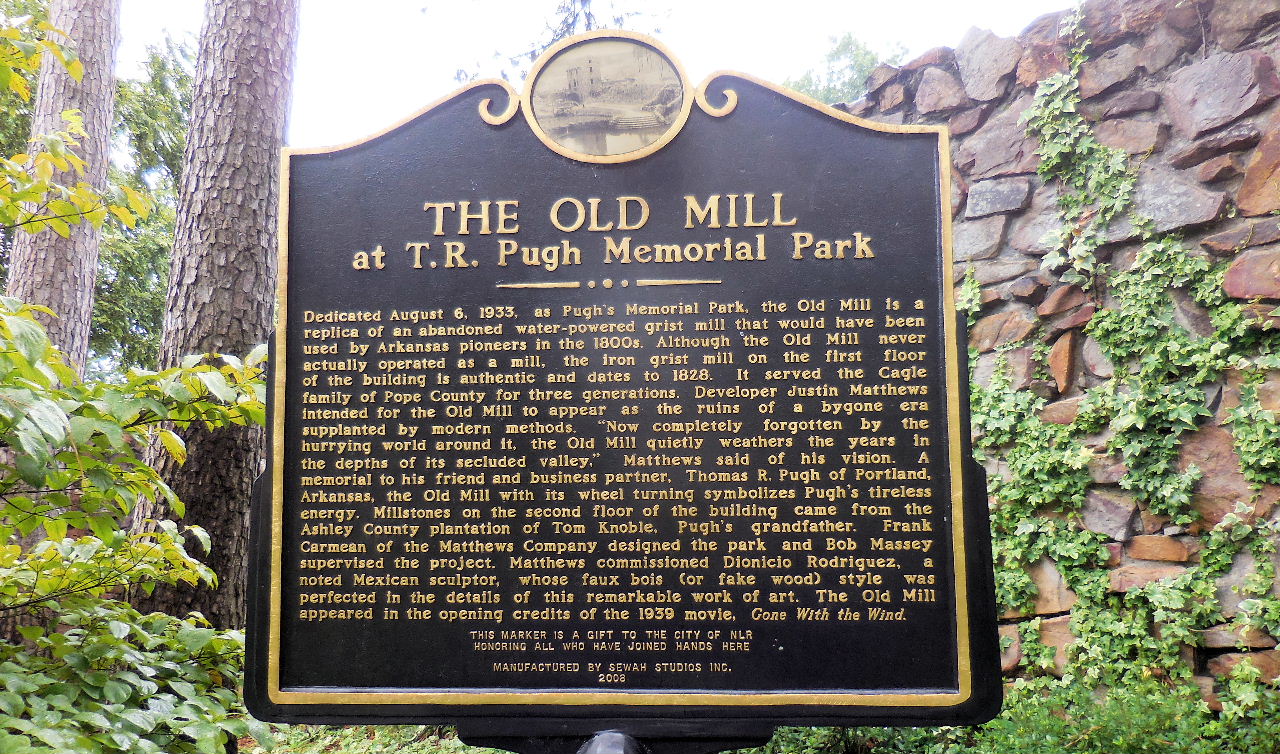 THE OLD MILL
at T.R. Pugh Memorial Park
Dedicated August 6, 1933, as Pugh's Memorial Park, the Old Mill is a
replica of an abandoned water-powered grist mill that would have been
used by Arkansas pioneers in the 1800s. Although the Old Mill never
actually operated as a mill, the iron grist mill on the first floor
of the building is authentic and dates to 1828. It served the Cagle
family of Pope County for three generations. Developer Justin Matthews
intended for the Old Mill to appear as the ruins of a bygone era
supplanted by modern methods. "Now completely forgotten by the
hurrying world around it, the Old Mill quietly weathers the years in
the depths of its secluded valley," Matthews said of his vision. A
memorial to his friend and business partner, Thomas R. Pugh of Portland,
Arkansas, the Old Mill with its wheel turning symbolizes Pugh's tireless
energy. Millstones on the second floor of the building came from the
Ashley County plantation of Tom Knoble, Pugh's grandfather. Frank
Carmean of the Matthews Company designed the park and Bob Massey
supervised the project. Matthews commissioned Dionicio Rodriquez, a
noted Mexican sculptor, whose faux bois (or fake wood) style was
perfected in the details of this remarkable work of art. The Old Mill
appeared in the opening credits of the 1939 movie, Gone With the Wind.
THIS MARKER IS A GIFT TO THE CITY OF NLR
HONORING ALL WHO HAVE JOINED HANDS HERE
MANUFACTURED BY SEWAH STUDIOS INC.
2008